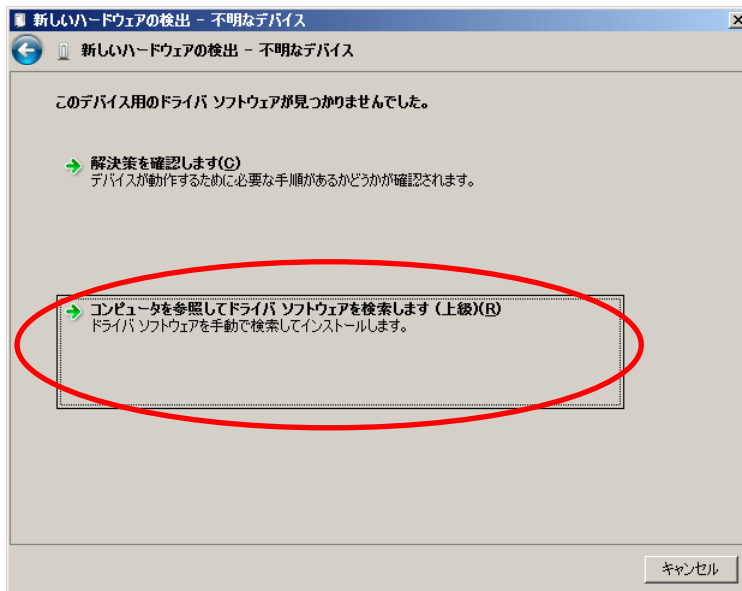 新しいハードウェアの検出 - 不明なデバイス
新しいハードウェアの検出 - 不明なデバイス
このデバイス用のドライバ ソフトウェアが見つかりませんでした。
解決策を確認します(C)
デバイスが動作するために必要な手順があるかどうかが確認されます。
コンピュータを参照してドライバ ソフトウェアを検索します (上級)(R)
ドライバ ソフトウェアを手動で検索してインストールします。
キャンセル